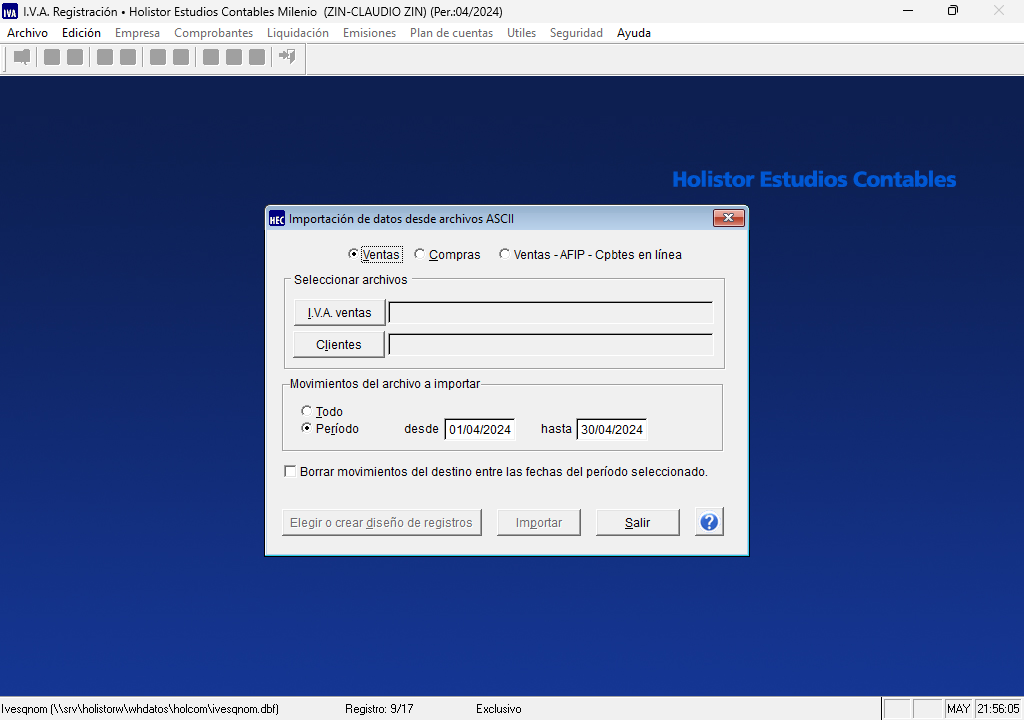 IVA I.V.A. Registración • Holistor Estudios Contables Milenio (ZIN-CLAUDIO ZIN) (Per.:04/2024)
Archivo Edición Empresa Comprobantes Liquidación Emisiones Plan de cuentas Utiles Seguridad Ayuda
Holistor Estudios Contables
HEC Importación de datos desde archivos ASCII
Ventas Compras Ventas - AFIP - Cpbtes en línea
Seleccionar archivos
I.V.A. ventas
Clientes
Movimientos del archivo a importar
Todo
Período desde 01/04/2024 hasta 30/04/2024
Borrar movimientos del destino entre las fechas del período seleccionado.
Elegir o crear diseño de registros Importar Salir ?
Ivesqnom (\\srv\holistorw\whdatos\holcom\ivesqnom.dbf) Registro: 9/17 Exclusivo MAY 21:56:05